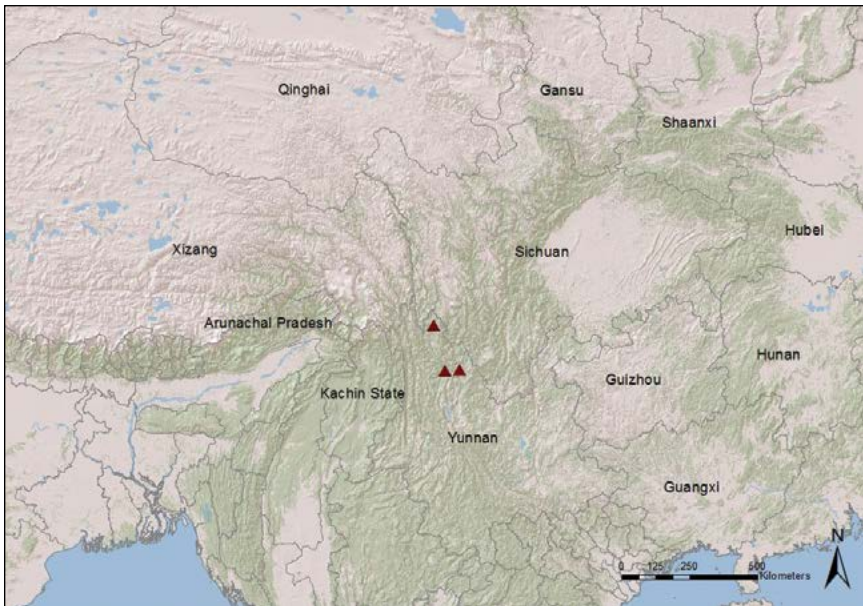 Qinghai
Gansu
Shaanxi
Hubei
Xizang
Sichuan
Arunachal Pradesh
Hunan
Guizhou
Kachin State
Yunnan
Guangxi
N
0 125 250 500
Kilometers